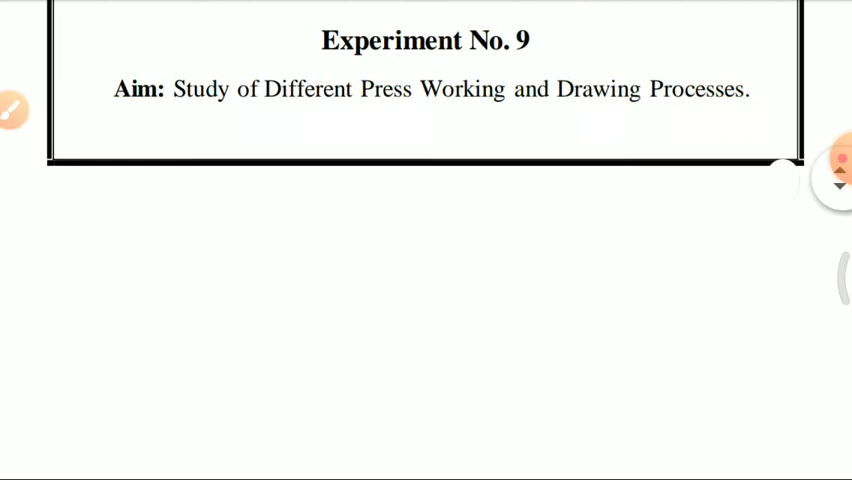 Experiment No. 9
Aim: Study of Different Press Working and Drawing Processes.